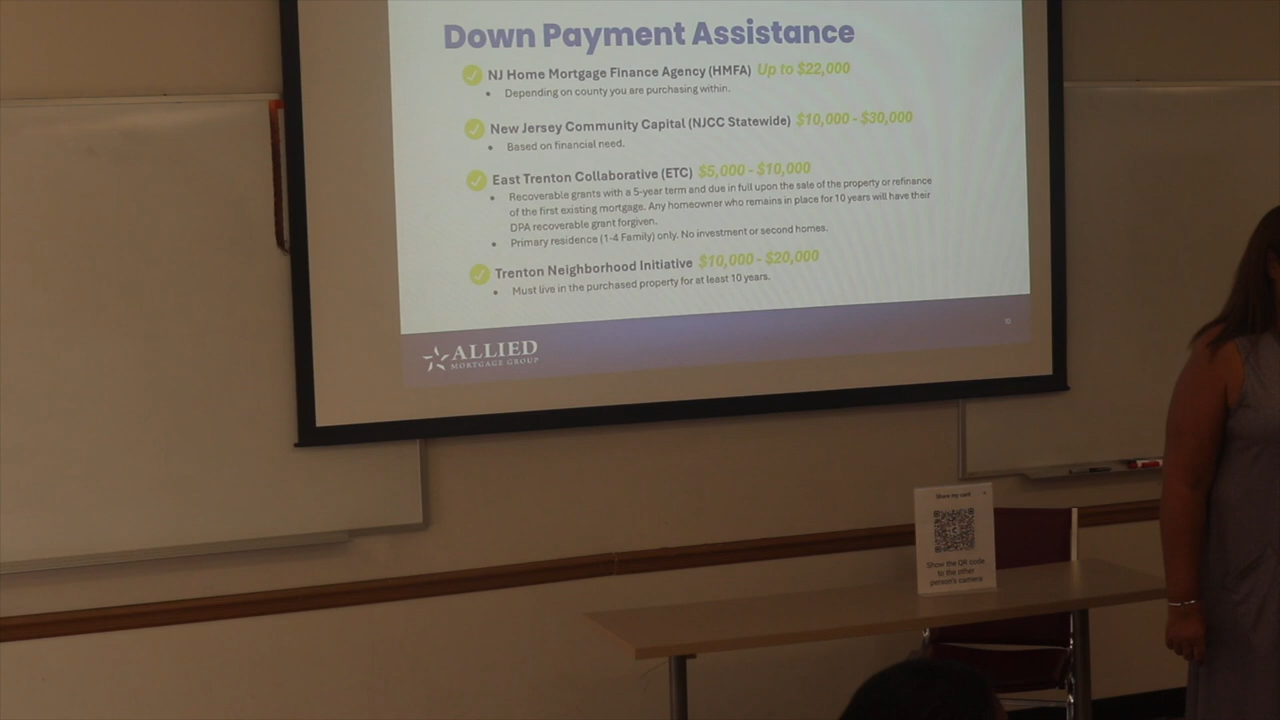 Down Payment Assistance
NJ Home Mortgage Finance Agency (HMFA) Up to $22,000
• Depending on county you are purchasing within.
New Jersey Community Capital (NJCC Statewide) $10,000 - $30,000
• Based on financial need.
East Trenton Collaborative (ETC) $5,000 - $10,000
• Recoverable grants with a 5-year term and due in full upon the sale of the property or refinance
of the first existing mortgage. Any homeowner who remains in place for 10 years will have their
DPA recoverable grant forgiven.
• Primary residence (1-4 Family) only. No investment or second homes.
Trenton Neighborhood Initiative $10,000 - $20,000
• Must live in the purchased property for at least 10 years.
ALLIED
MORTGAGE GROUP
Share my card
Show the QR code
to the other
person's camera